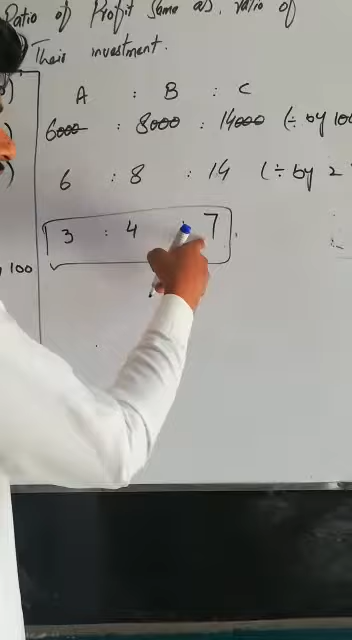 Ratio of Profit same as, ratio of
Their investment.
A : B : C
6000 : 8000 : 14000 (÷ by 100
6 : 8 : 14 (÷ by 2
3 : 4 : 7
100